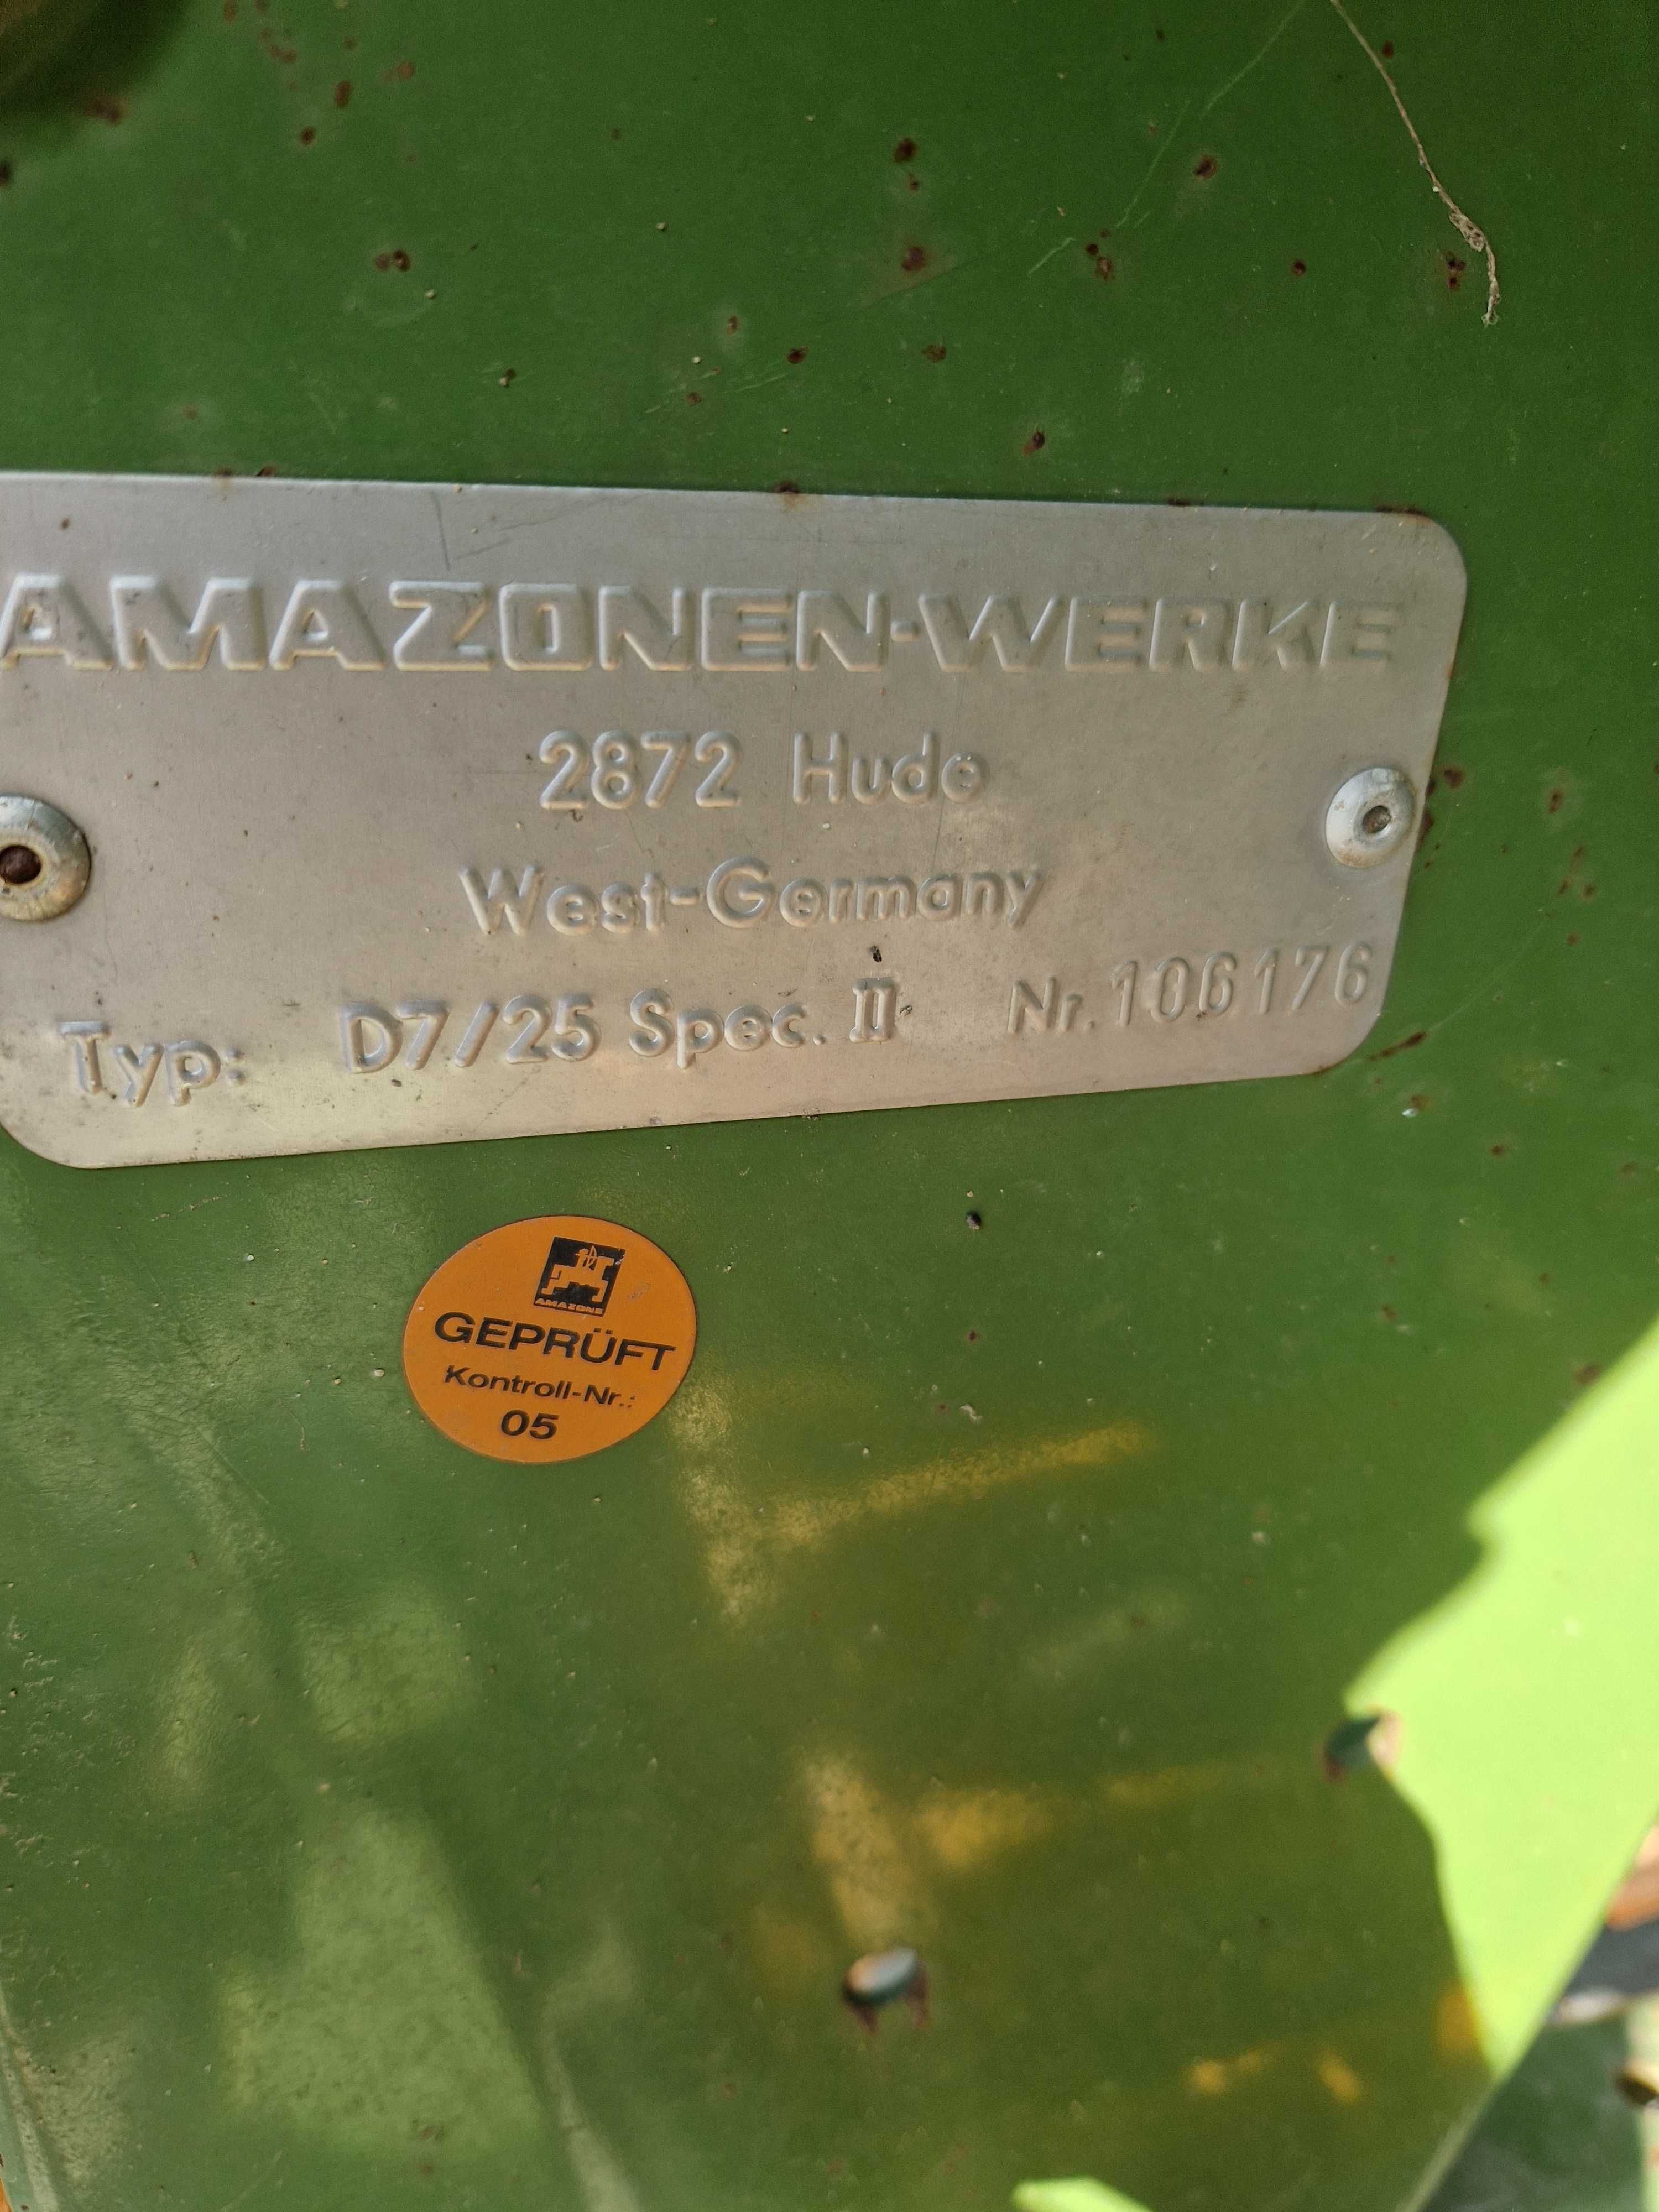 AMAZONEN-WERKE
2872 Hude
West-Germany
Typ: D7/25 Spec. II Nr. 106176
AMAZONE
GEPRÜFT
Kontroll-Nr.:
05